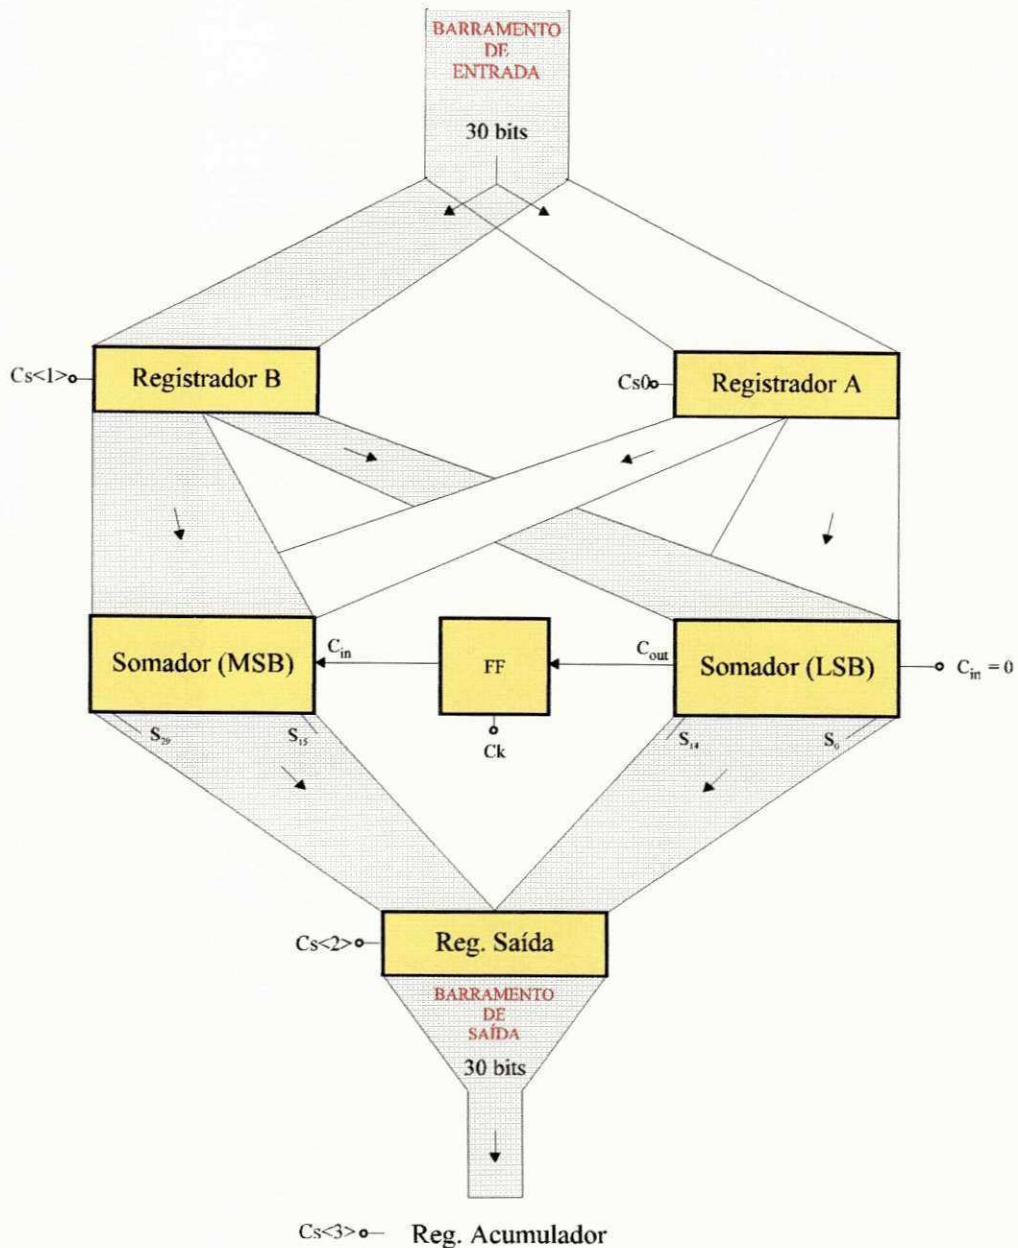 BARRAMENTO
DE
ENTRADA
30 bits
Cs<1>
Registrador B
Cs0
Registrador A
Somador (MSB)
C_in
FF
C_out
Somador (LSB)
C_in = 0
S_29
S_15
Ck
S_14
S_0
Cs<2>
Reg. Saída
BARRAMENTO
DE
SAÍDA
30 bits
Cs<3>
Reg. Acumulador